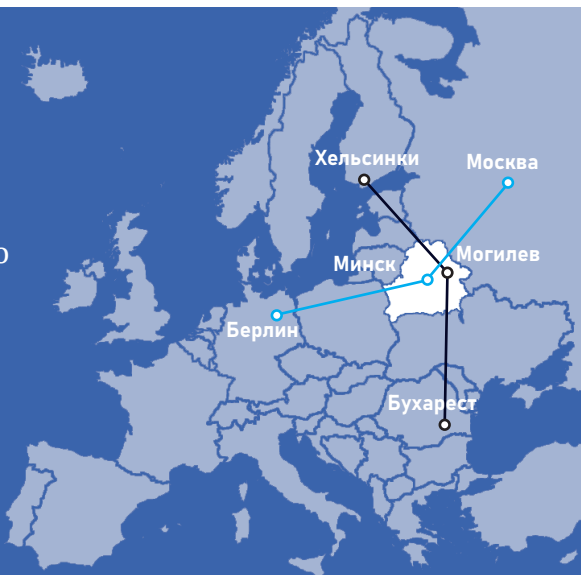 Хельсинки
Москва
о
Минск
Могилев
Берлин
Бухарест